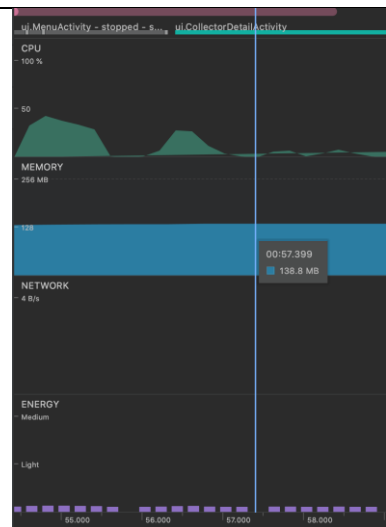 ui.MenuActivity - stopped - s... ui.CollectorDetailActivity
CPU
100 %
50
MEMORY
256 MB
128
00:57.399
138.8 MB
NETWORK
4 B/s
ENERGY
Medium
Light
55.000 56.000 57.000 58.000